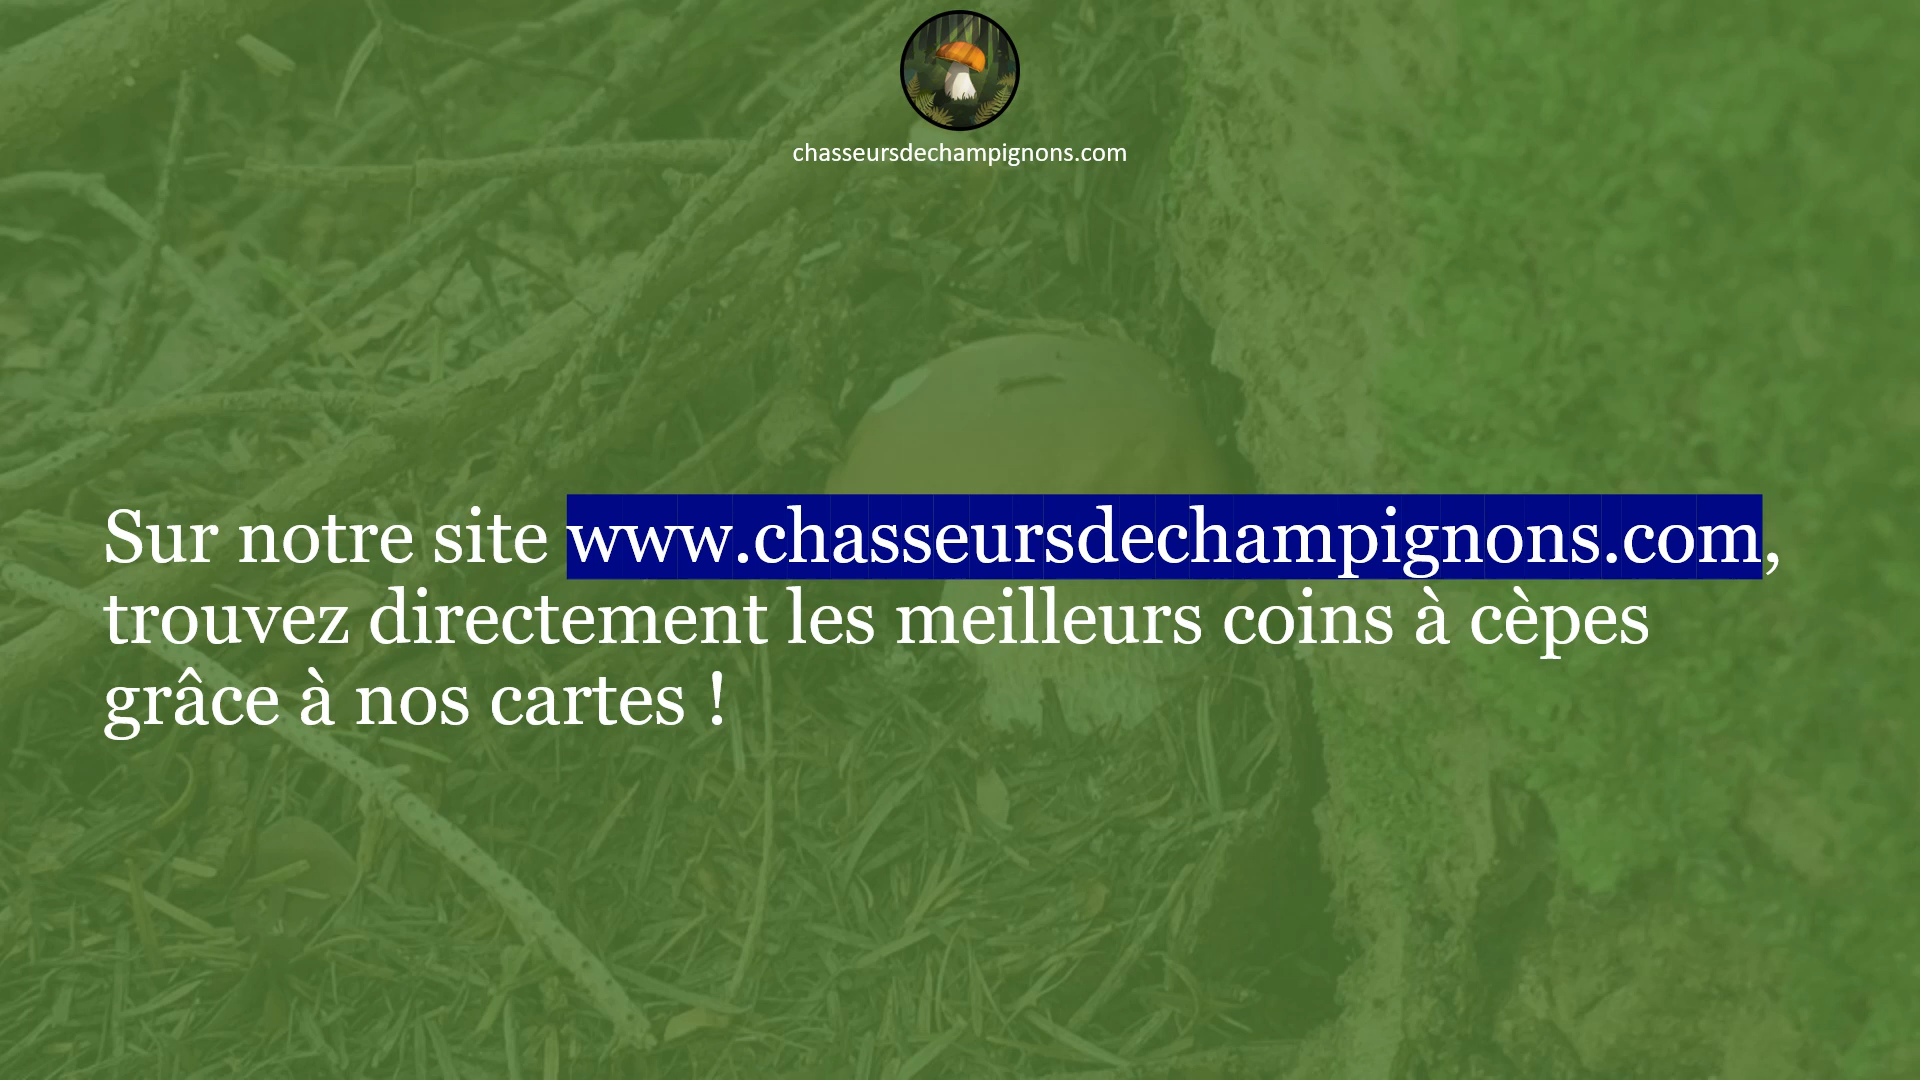 chasseursdechampignons.com
Sur notre site www.chasseursdechampignons.com,
trouvez directement les meilleurs coins à cèpes
grâce à nos cartes !